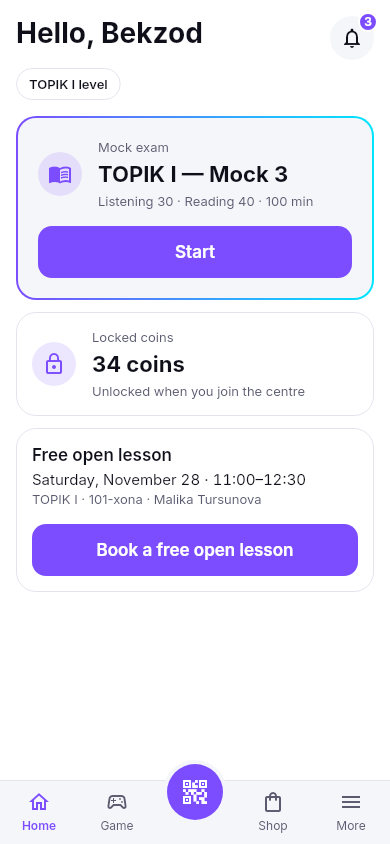 Hello, Bekzod
3
TOPIK I level
Mock exam
TOPIK I — Mock 3
Listening 30 · Reading 40 · 100 min
Start
Locked coins
34 coins
Unlocked when you join the centre
Free open lesson
Saturday, November 28 · 11:00–12:30
TOPIK I · 101-xona · Malika Tursunova
Book a free open lesson
Home
Game
Shop
More